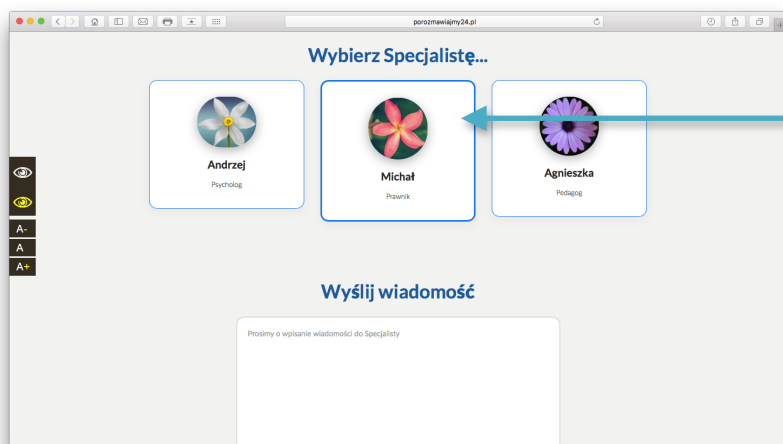 porozmawiajmy24.pl
Wybierz Specjalistę...
Andrzej
Psycholog
Michał
Prawnik
Agnieszka
Pedagog
A-
A
A+
Wyślij wiadomość
Prosimy o wpisanie wiadomości do Specjalisty